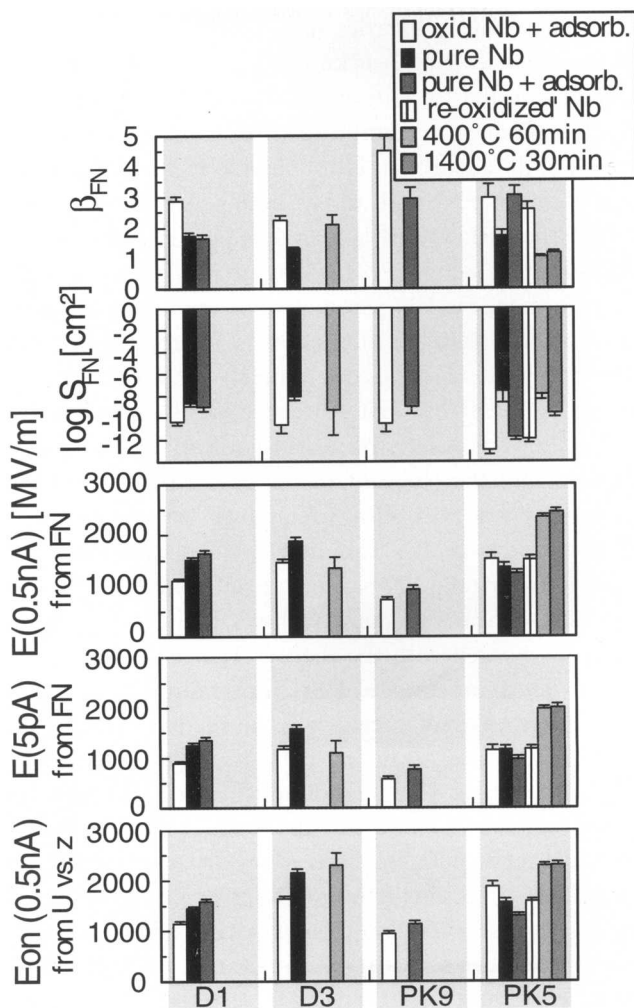 oxid. Nb + adsorb.
pure Nb
pure Nb + adsorb.
're-oxidized' Nb
400°C 60min
1400°C 30min
β_FN
5
4
3
2
1
0
log S_FN [cm²]
0
-2
-4
-6
-8
-10
-12
E(0.5nA) [MV/m]
from FN
3000
2000
1000
0
E(5pA)
from FN
3000
2000
1000
0
Eon (0.5nA)
from U vs. z
3000
2000
1000
0
D1 D3 PK9 PK5